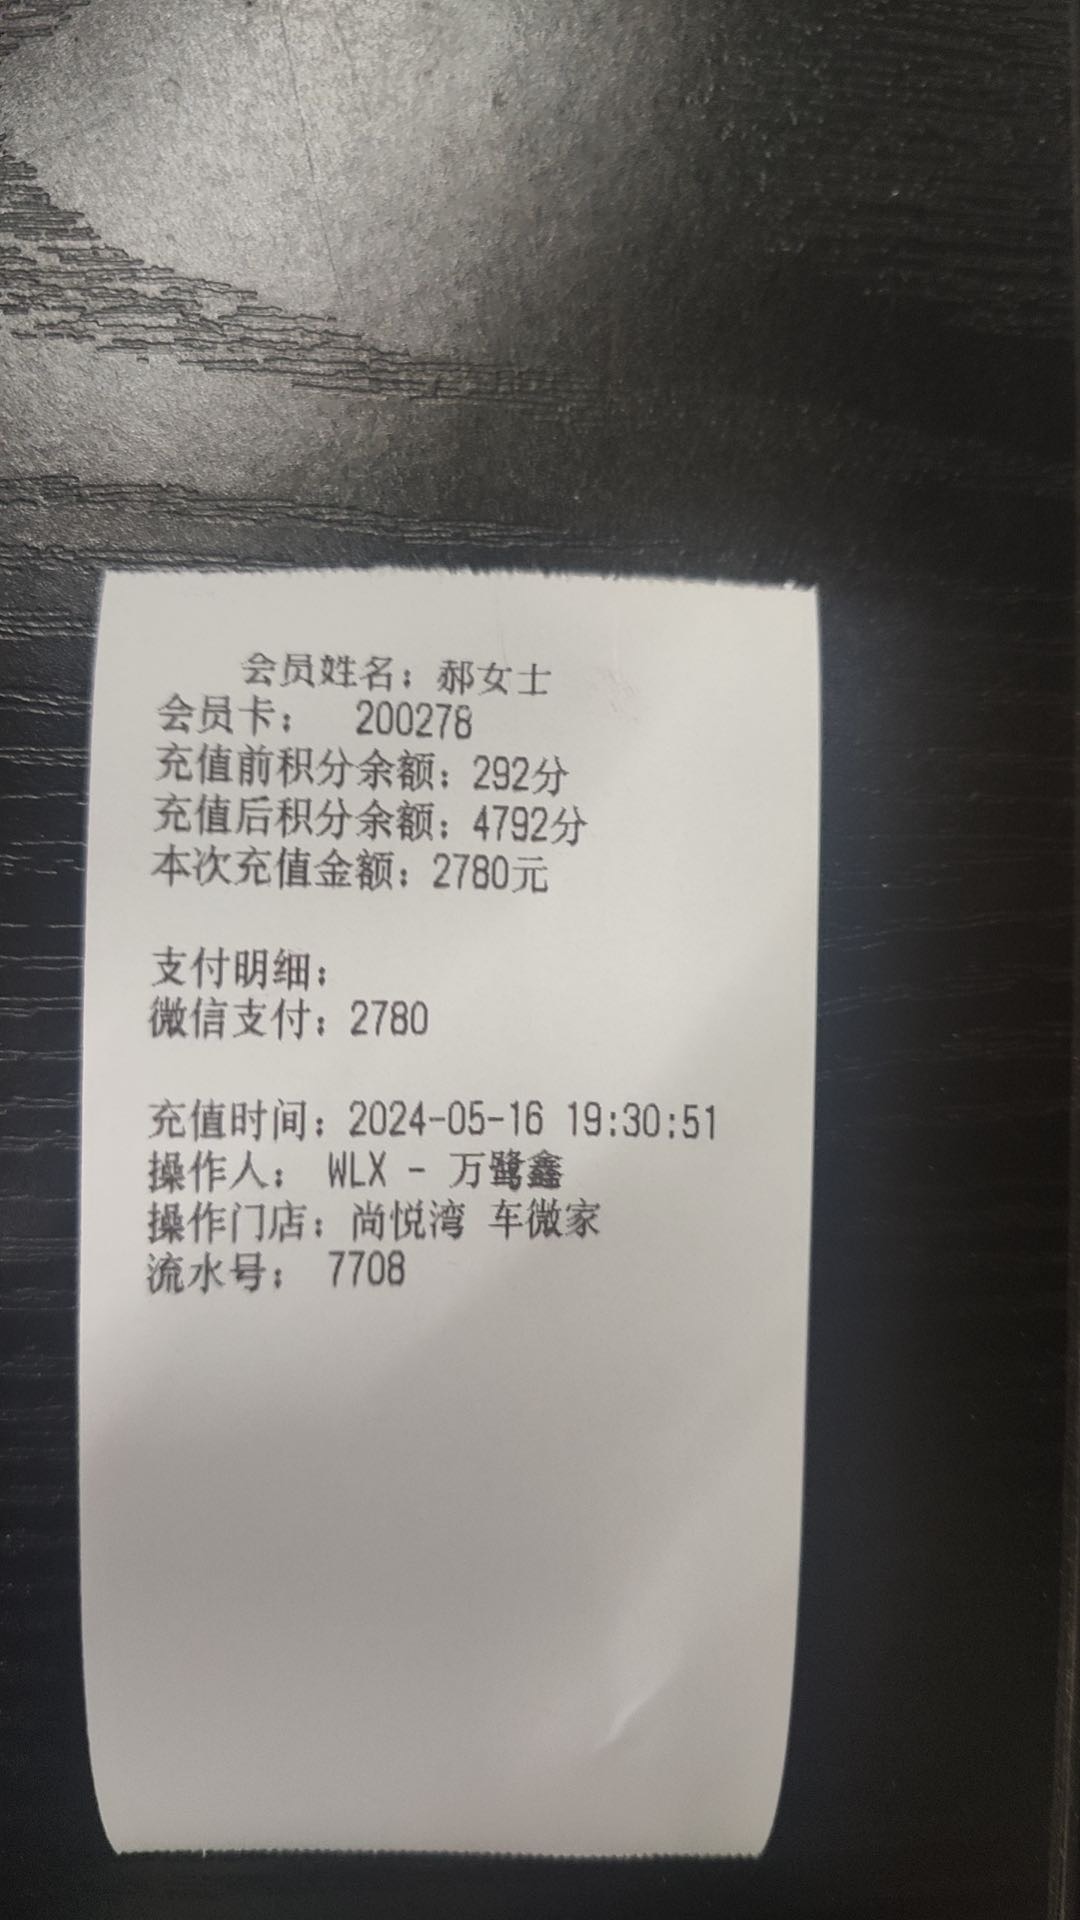 会员姓名：郝女士
会员卡： 200278
充值前积分余额：292分
充值后积分余额：4792分
本次充值金额：2780元
支付明细：
微信支付：2780
充值时间：2024-05-16 19:30:51
操作人： WLX - 万鹭鑫
操作门店：尚悦湾 车微家
流水号： 7708